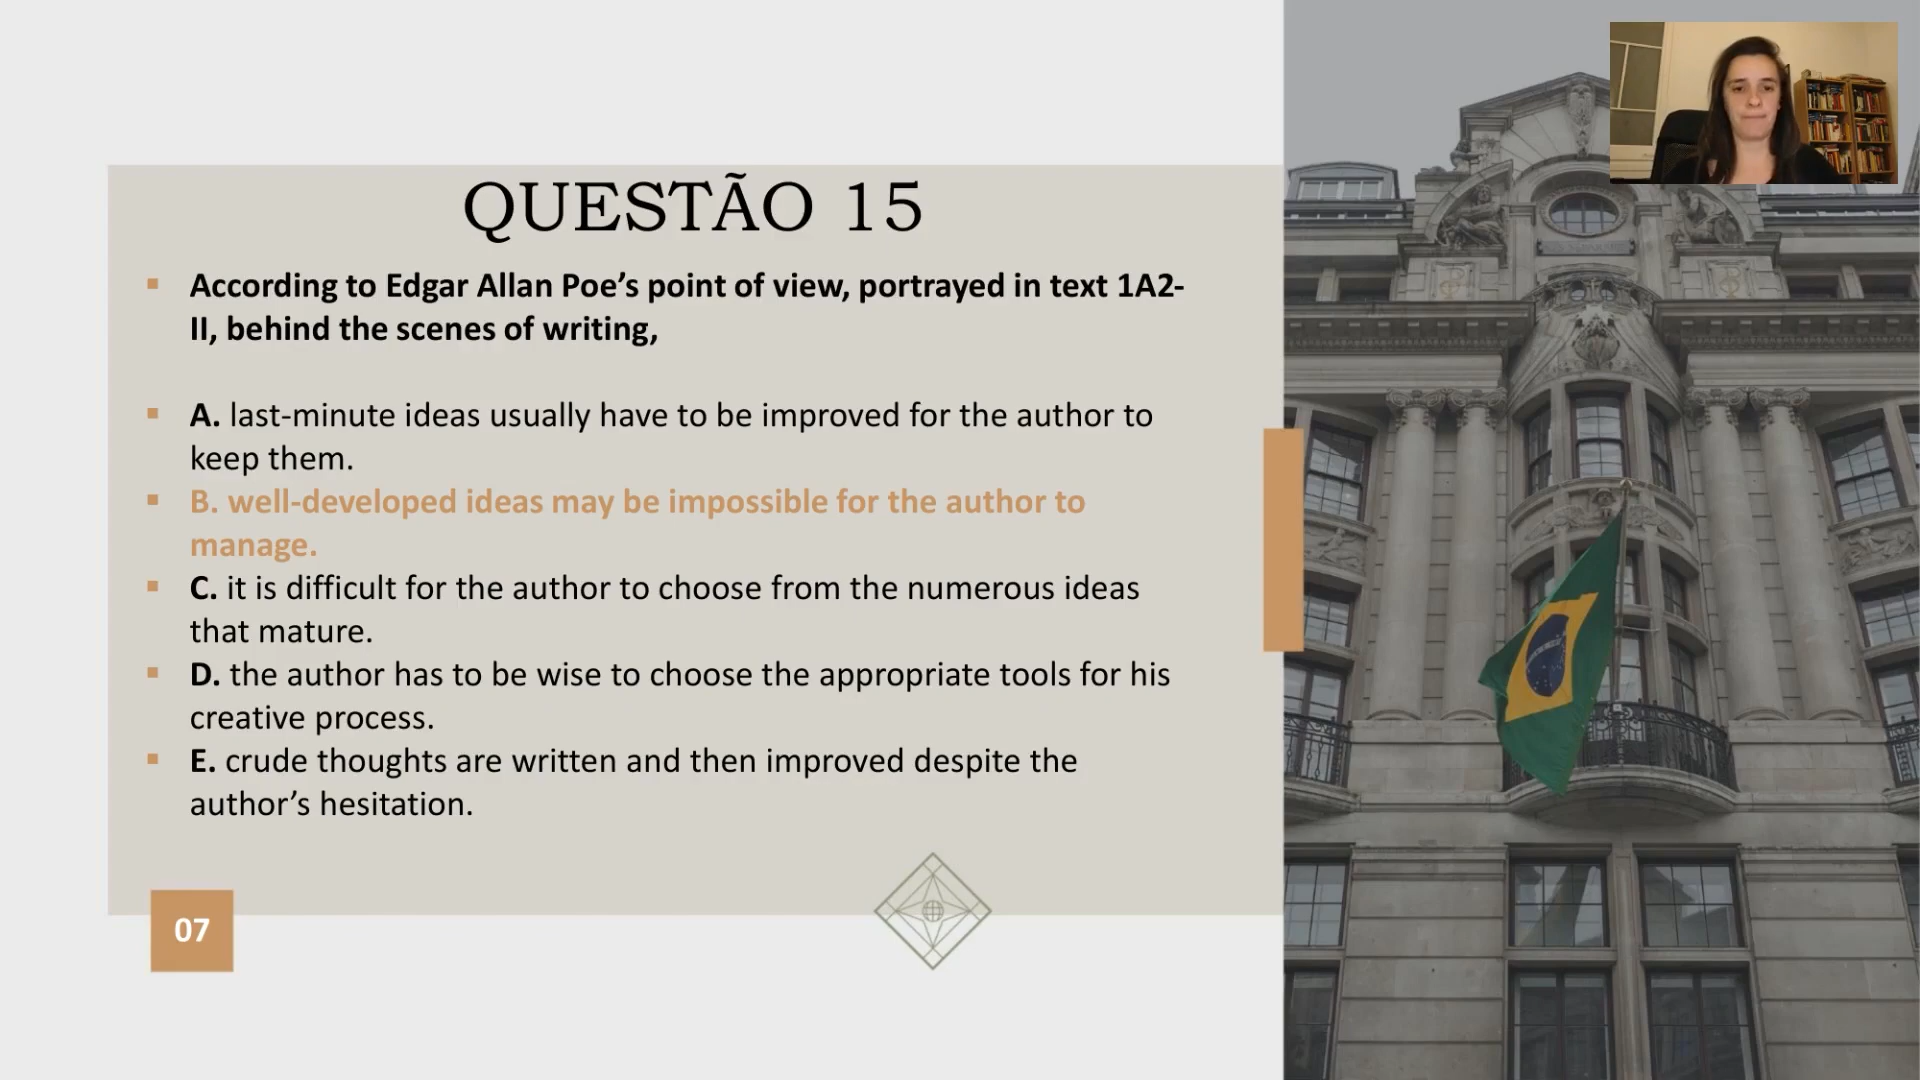 QUESTÃO 15
According to Edgar Allan Poe’s point of view, portrayed in text 1A2-
II, behind the scenes of writing,
A. last-minute ideas usually have to be improved for the author to
keep them.
B. well-developed ideas may be impossible for the author to
manage.
C. it is difficult for the author to choose from the numerous ideas
that mature.
D. the author has to be wise to choose the appropriate tools for his
creative process.
E. crude thoughts are written and then improved despite the
author’s hesitation.
07